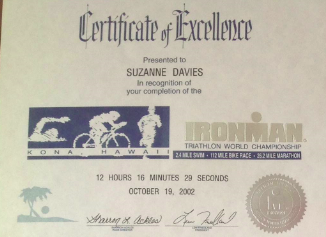 Certificate of Excellence
Presented to
SUZANNE DAVIES
In recognition of
your completion of the
KONA, HAWAII
IRONMAN
TRIATHLON WORLD CHAMPIONSHIP
2.4 MILE SWIM • 112 MILE BIKE RACE • 26.2 MILE MARATHON
12 HOURS 16 MINUTES 29 SECONDS
OCTOBER 19, 2002